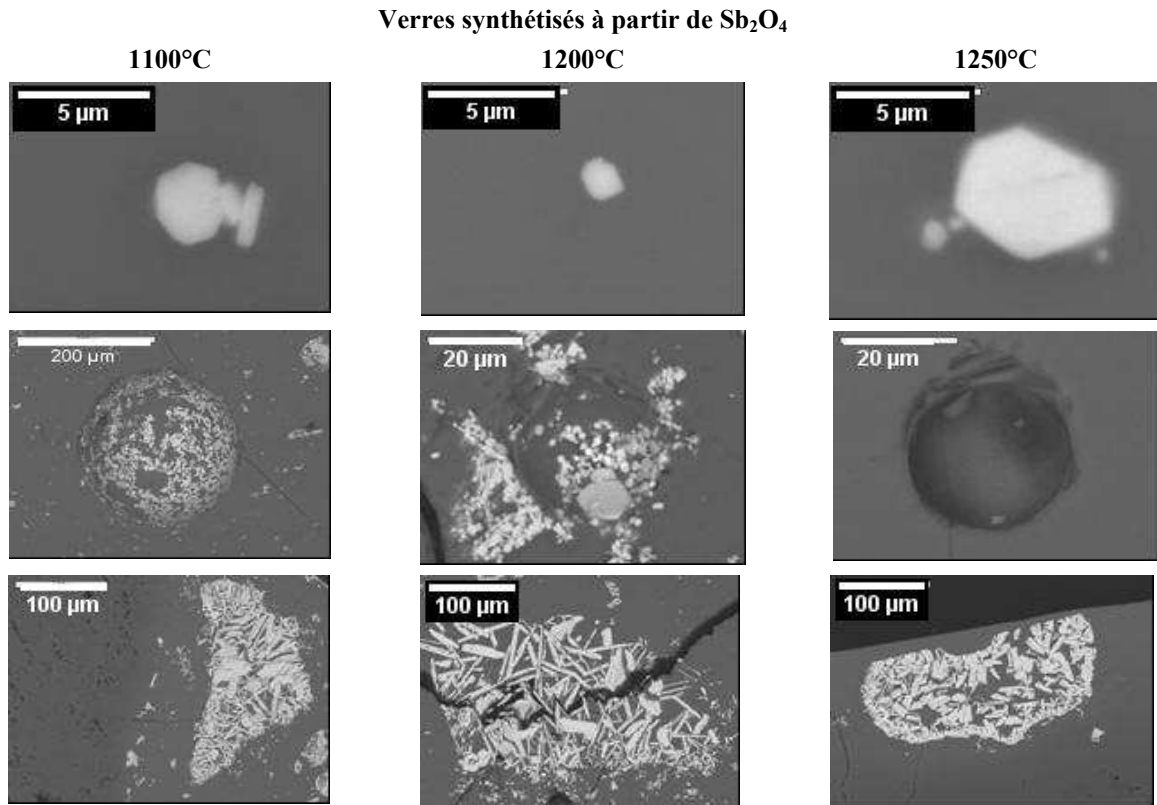 Verres synthétisés à partir de Sb₂O₄
1100°C 1200°C 1250°C
5 µm 5 µm 5 µm
200 µm 20 µm 20 µm
100 µm 100 µm 100 µm